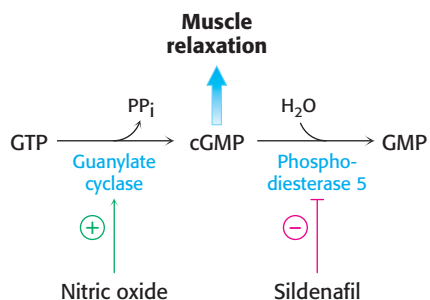 Muscle
relaxation
PPi
H₂O
GTP
cGMP
GMP
Guanylate
cyclase
Phospho-
diesterase 5
+
−
Nitric oxide
Sildenafil